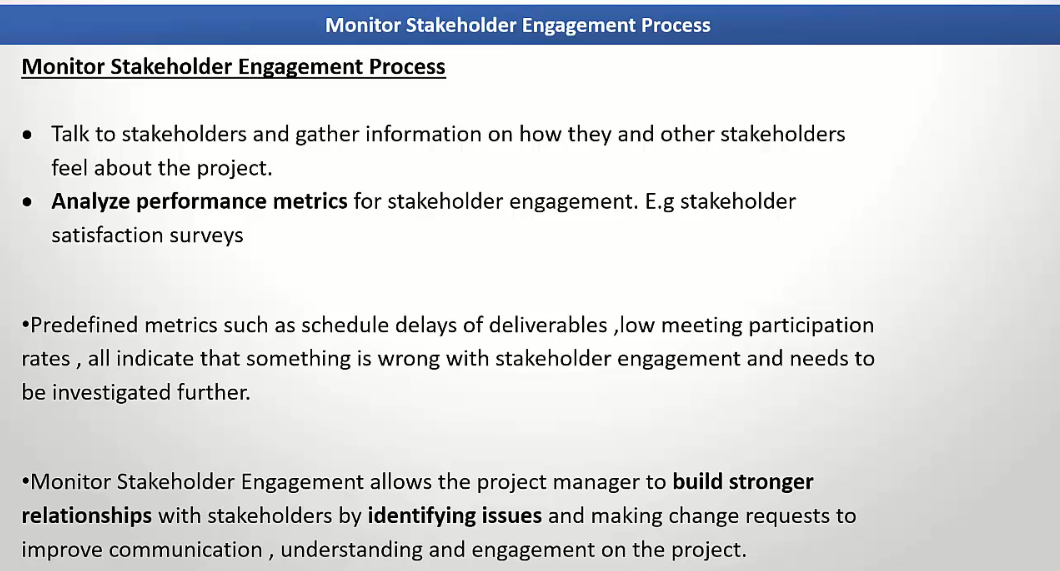 Monitor Stakeholder Engagement Process
Monitor Stakeholder Engagement Process
• Talk to stakeholders and gather information on how they and other stakeholders
feel about the project.
• Analyze performance metrics for stakeholder engagement. E.g stakeholder
satisfaction surveys
•Predefined metrics such as schedule delays of deliverables ,low meeting participation
rates , all indicate that something is wrong with stakeholder engagement and needs to
be investigated further.
•Monitor Stakeholder Engagement allows the project manager to build stronger
relationships with stakeholders by identifying issues and making change requests to
improve communication , understanding and engagement on the project.